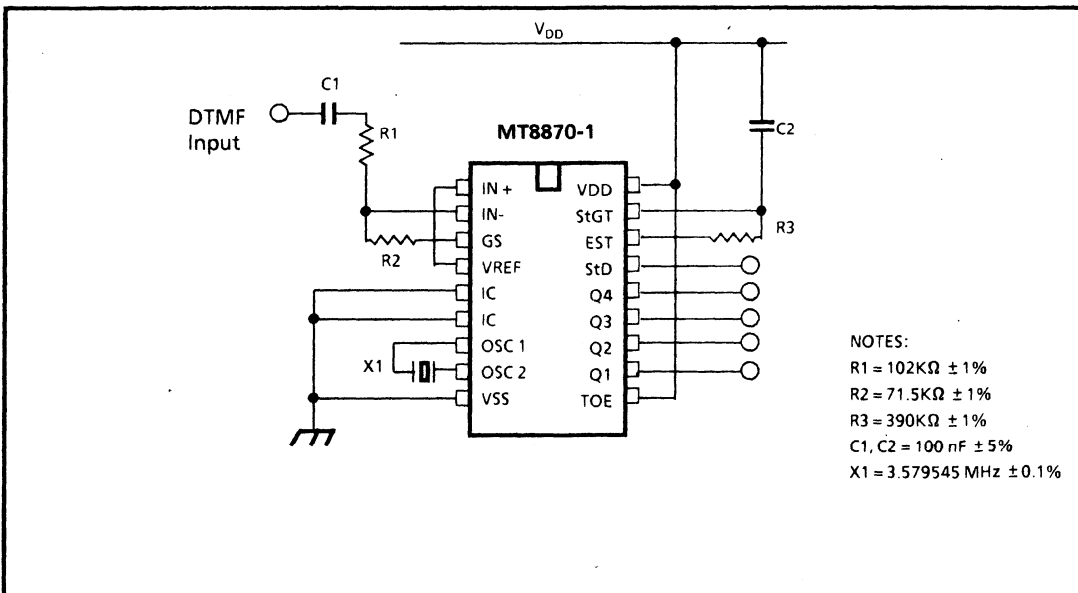 VDD
C1
DTMF
Input
R1
MT8870-1
C2
IN +
IN-
GS
VREF
IC
IC
OSC 1
OSC 2
VSS
VDD
StGT
EST
StD
Q4
Q3
Q2
Q1
TOE
R2
R3
X1
NOTES:
R1 = 102KΩ ± 1%
R2 = 71.5KΩ ± 1%
R3 = 390KΩ ± 1%
C1, C2 = 100 nF ± 5%
X1 = 3.579545 MHz ± 0.1%